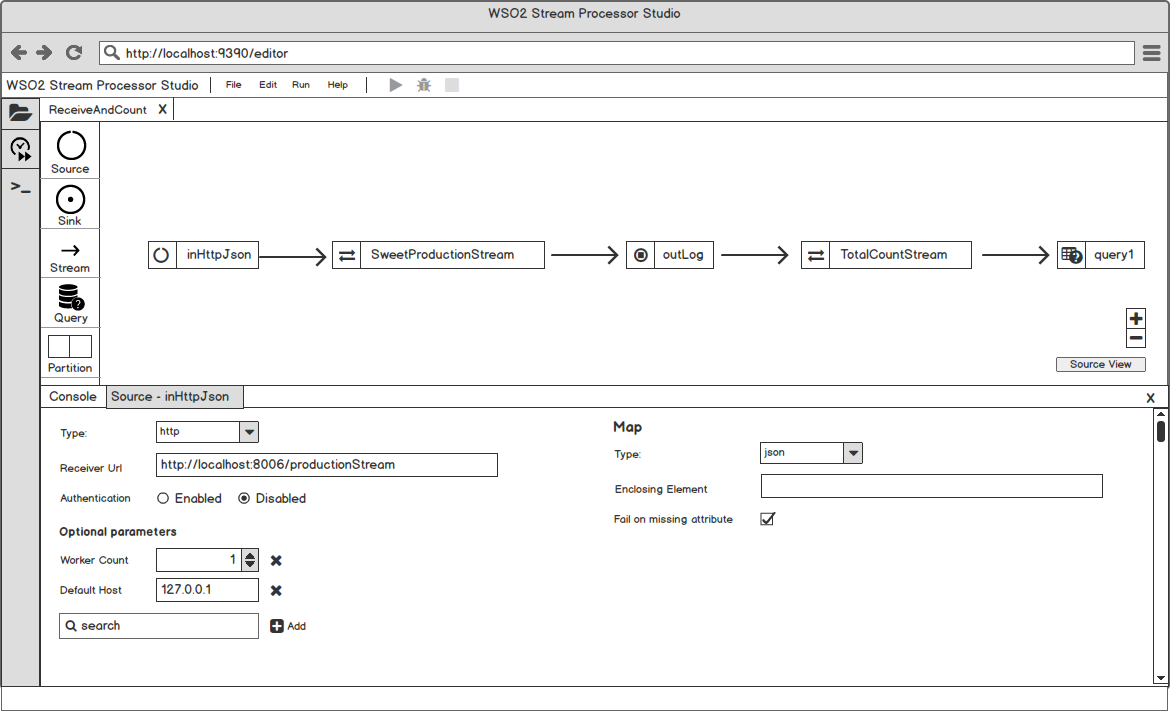 WSO2 Stream Processor Studio
http://localhost:9390/editor
WSO2 Stream Processor Studio File Edit Run Help
ReceiveAndCount X
Source
Sink
Stream
Query
Partition
>_
inHttpJson SweetProductionStream outLog TotalCountStream query1
Source View
Console Source - inHttpJson X
Type: http
Receiver Url http://localhost:8006/productionStream
Authentication Enabled Disabled
Optional parameters
Worker Count 1
Default Host 127.0.0.1
search Add
Map
Type: json
Enclosing Element
Fail on missing attribute